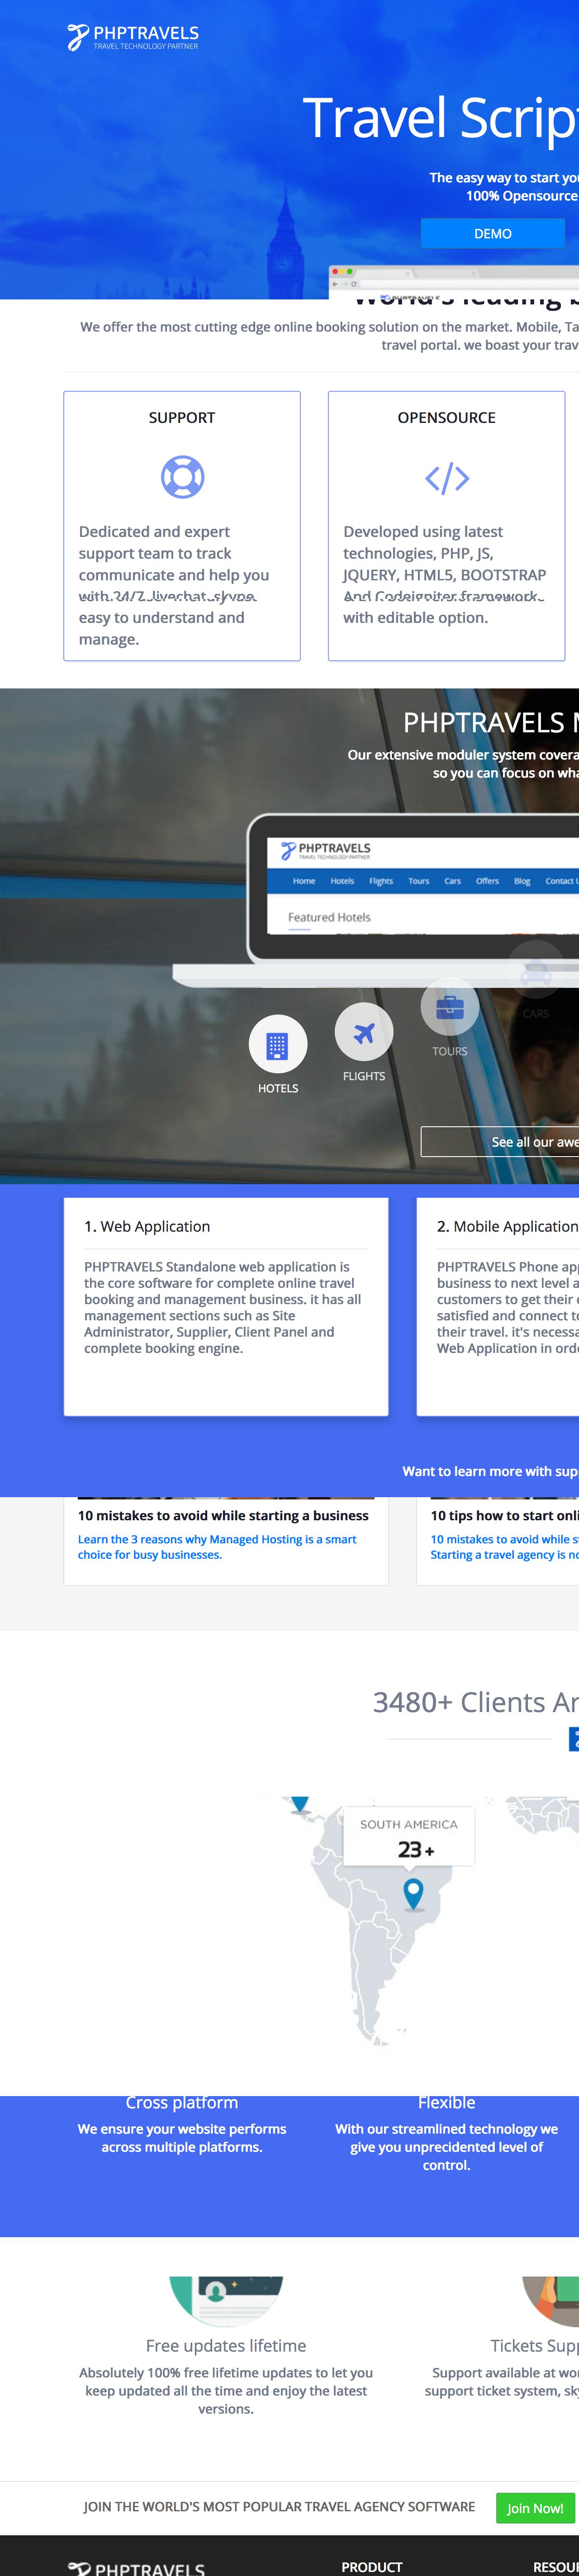 PHPTRAVELS
TRAVEL TECHNOLOGY PARTNER
Travel Script
The easy way to start you
100% Opensource
DEMO
PHPTRAVELS
World's leading b
We offer the most cutting edge online booking solution on the market. Mobile, Ta
travel portal. we boast your trav
SUPPORT
Dedicated and expert
support team to track
communicate and help you
with 24/7 livechat skype
easy to understand and
manage.
OPENSOURCE
Developed using latest
technologies, PHP, JS,
JQUERY, HTML5, BOOTSTRAP
And Codeigniter framework
with editable option.
PHPTRAVELS M
Our extensive moduler system covera
so you can focus on wha
PHPTRAVELS
TRAVEL TECHNOLOGY PARTNER
Home Hotels Flights Tours Cars Offers Blog Contact U
Featured Hotels
HOTELS
FLIGHTS
TOURS
CARS
See all our awe
1. Web Application
PHPTRAVELS Standalone web application is
the core software for complete online travel
booking and management business. it has all
management sections such as Site
Administrator, Supplier, Client Panel and
complete booking engine.
2. Mobile Application
PHPTRAVELS Phone app
business to next level a
customers to get their
satisfied and connect to
their travel. it's necessa
Web Application in orde
Want to learn more with sup
10 mistakes to avoid while starting a business
Learn the 3 reasons why Managed Hosting is a smart
choice for busy businesses.
10 tips how to start onli
10 mistakes to avoid while s
Starting a travel agency is no
3480+ Clients Ar
SOUTH AMERICA
23+
Cross platform
We ensure your website performs
across multiple platforms.
Flexible
With our streamlined technology we
give you unprecidented level of
control.
Free updates lifetime
Absolutely 100% free lifetime updates to let you
keep updated all the time and enjoy the latest
versions.
Tickets Supp
Support available at wor
support ticket system, sky
JOIN THE WORLD'S MOST POPULAR TRAVEL AGENCY SOFTWARE
Join Now!
PHPTRAVELS
PRODUCT
RESOU